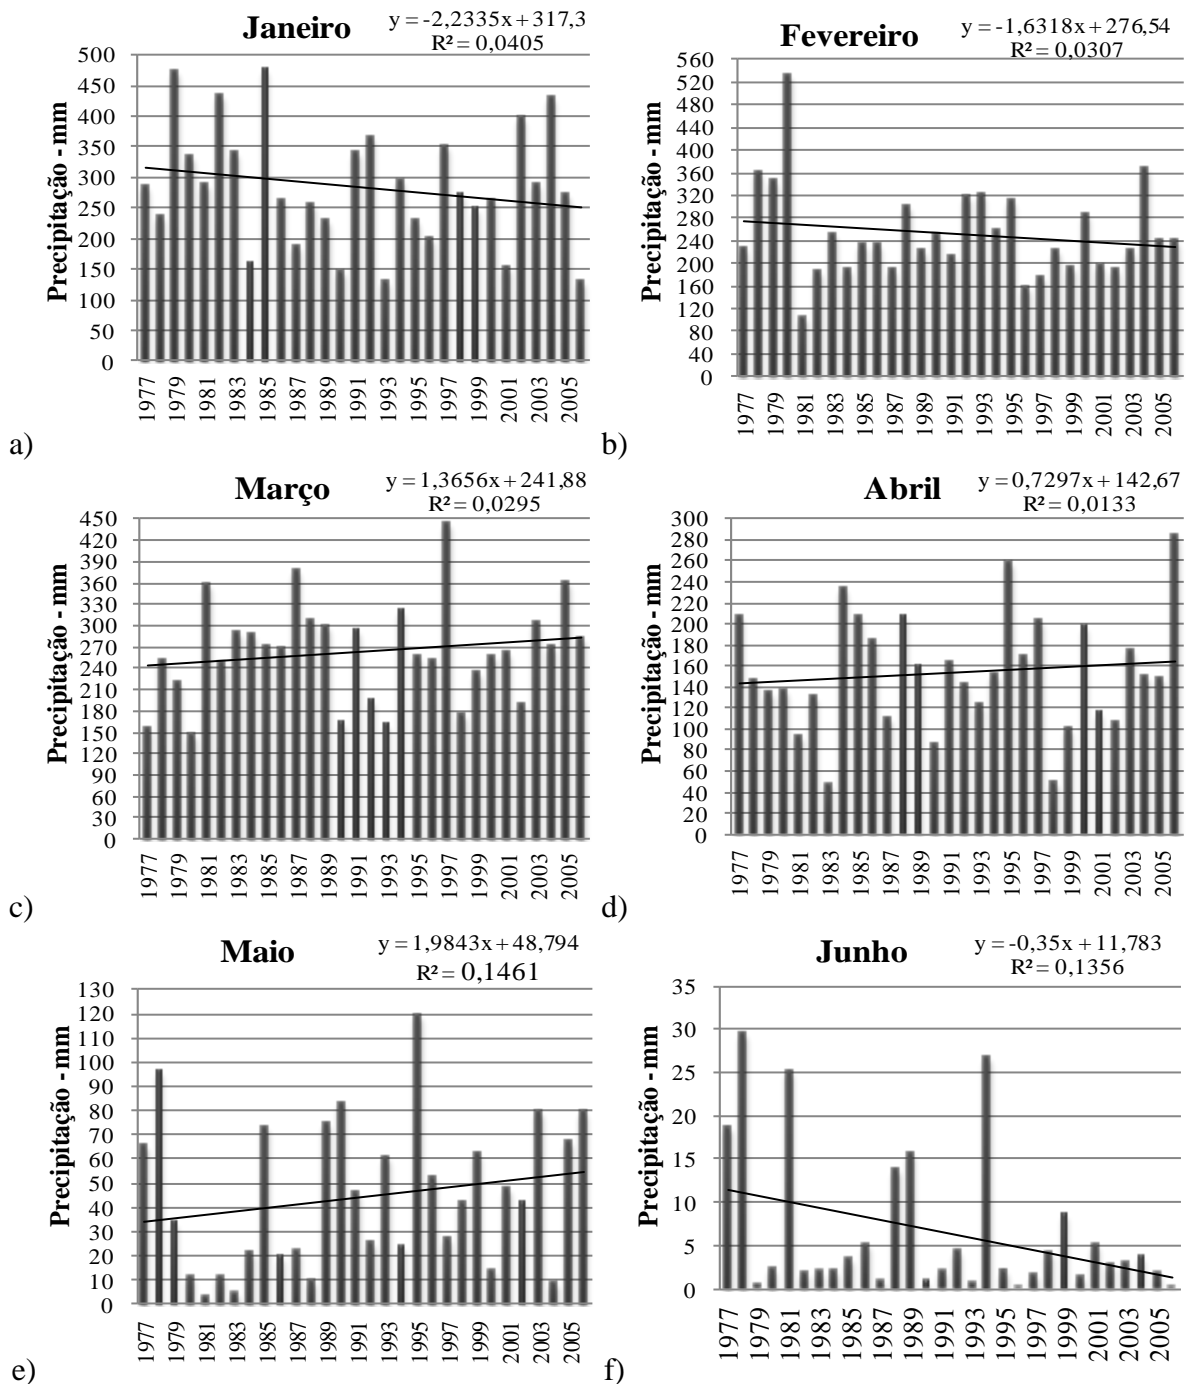 Janeiro
y = -2,2335x + 317,3
R² = 0,0405
Precipitação - mm
500
450
400
350
300
250
200
150
100
50
0
1977 1979 1981 1983 1985 1987 1989 1991 1993 1995 1997 1999 2001 2003 2005
a)
Fevereiro
y = -1,6318x + 276,54
R² = 0,0307
Precipitação - mm
560
520
480
440
400
360
320
280
240
200
160
120
80
40
0
1977 1979 1981 1983 1985 1987 1989 1991 1993 1995 1997 1999 2001 2003 2005
b)
Março
y = 1,3656x + 241,88
R² = 0,0295
Precipitação - mm
450
420
390
360
330
300
270
240
210
180
150
120
90
60
30
0
1977 1979 1981 1983 1985 1987 1989 1991 1993 1995 1997 1999 2001 2003 2005
c)
Abril
y = 0,7297x + 142,67
R² = 0,0133
Precipitação - mm
300
280
260
240
220
200
180
160
140
120
100
80
60
40
20
0
1977 1979 1981 1983 1985 1987 1989 1991 1993 1995 1997 1999 2001 2003 2005
d)
Maio
y = 1,9843x + 48,794
R² = 0,1461
Precipitação - mm
130
120
110
100
90
80
70
60
50
40
30
20
10
0
1977 1979 1981 1983 1985 1987 1989 1991 1993 1995 1997 1999 2001 2003 2005
e)
Junho
y = -0,35x + 11,783
R² = 0,1356
Precipitação - mm
35
30
25
20
15
10
5
0
1977 1979 1981 1983 1985 1987 1989 1991 1993 1995 1997 1999 2001 2003 2005
f)